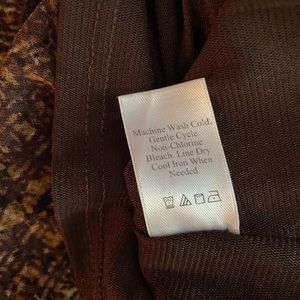 Machine Wash Cold.
Gentle Cycle.
Non-Chlorine
Bleach. Line Dry
Cool Iron When
Needed